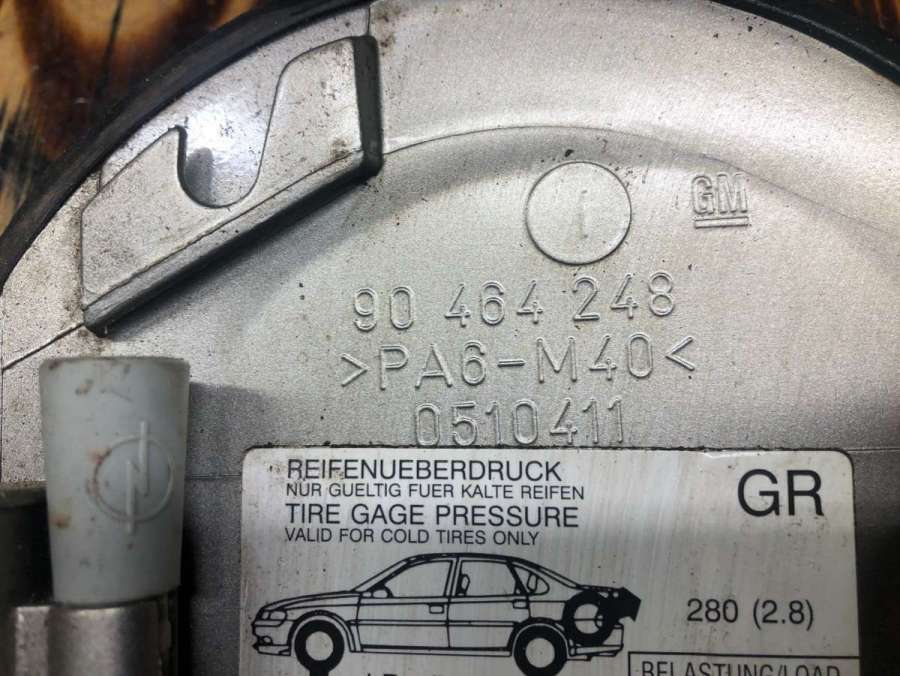 GM
90 464 248
>PA6-M40<
0510411
REIFENUEBERDRUCK
NUR GUELTIG FUER KALTE REIFEN
TIRE GAGE PRESSURE
VALID FOR COLD TIRES ONLY
GR
280 (2.8)
BELASTUNG/LOAD